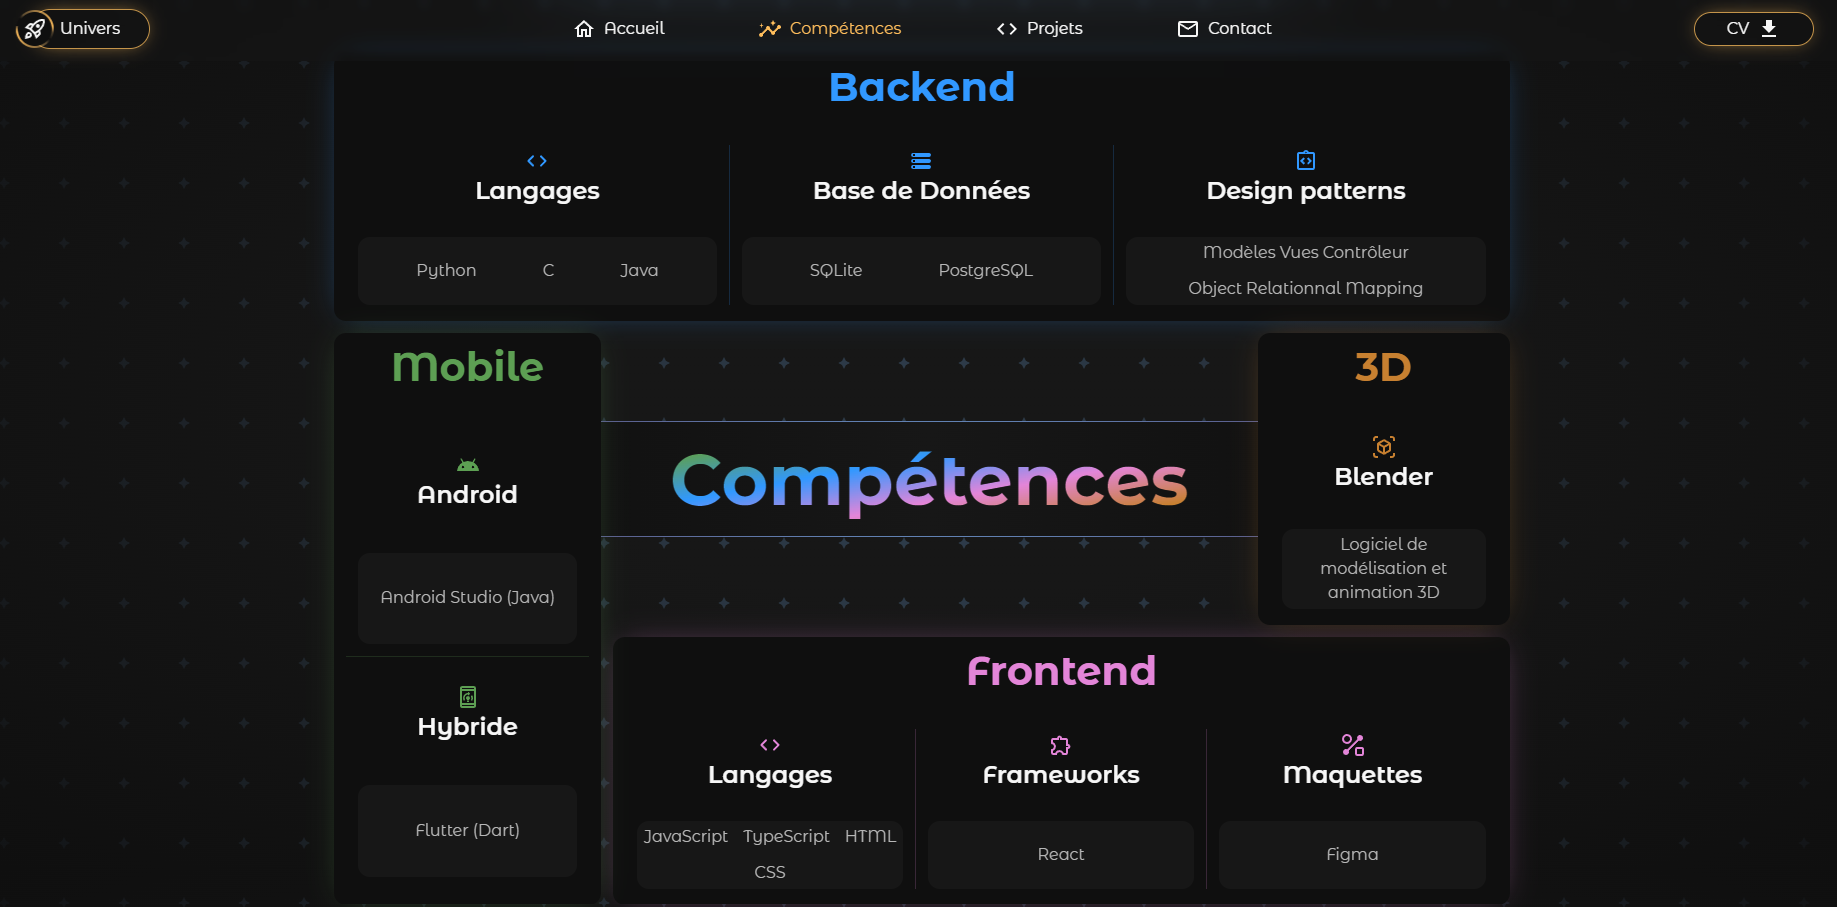 Univers
Accueil
Compétences
Projets
Contact
CV
Backend
Langages
Python C Java
Base de Données
SQLite PostgreSQL
Design patterns
Modèles Vues Contrôleur
Object Relationnal Mapping
Mobile
Android
Android Studio (Java)
Hybride
Flutter (Dart)
Compétences
3D
Blender
Logiciel de
modélisation et
animation 3D
Frontend
Langages
JavaScript TypeScript HTML
CSS
Frameworks
React
Maquettes
Figma